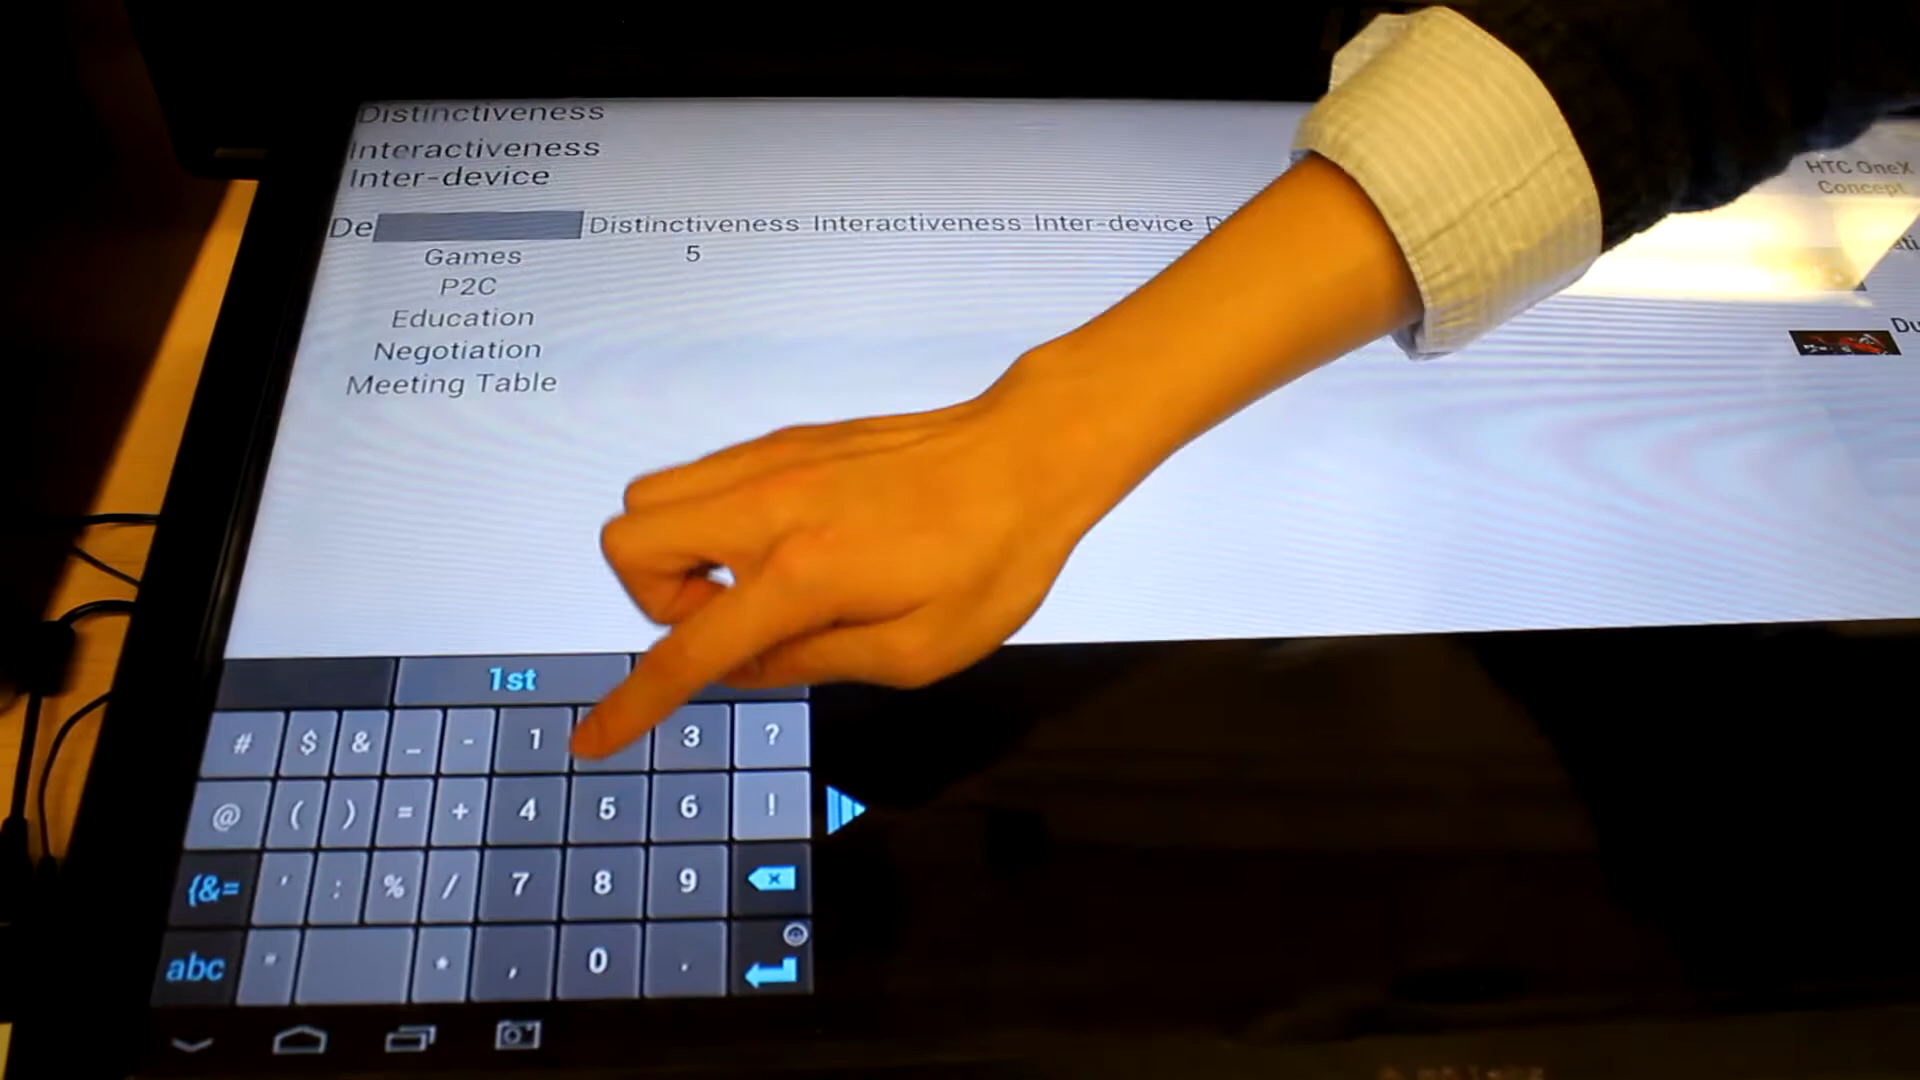 Distinctiveness
Interactiveness
Inter-device
De
Distinctiveness Interactiveness Inter-device D
Games 5
P2C
Education
Negotiation
Meeting Table
HTC OneX
Concept
Du
1st
# $ & _ - 1 3 ?
@ ( ) = + 4 5 6 !
{&= ' : % / 7 8 9
abc " * , 0 .